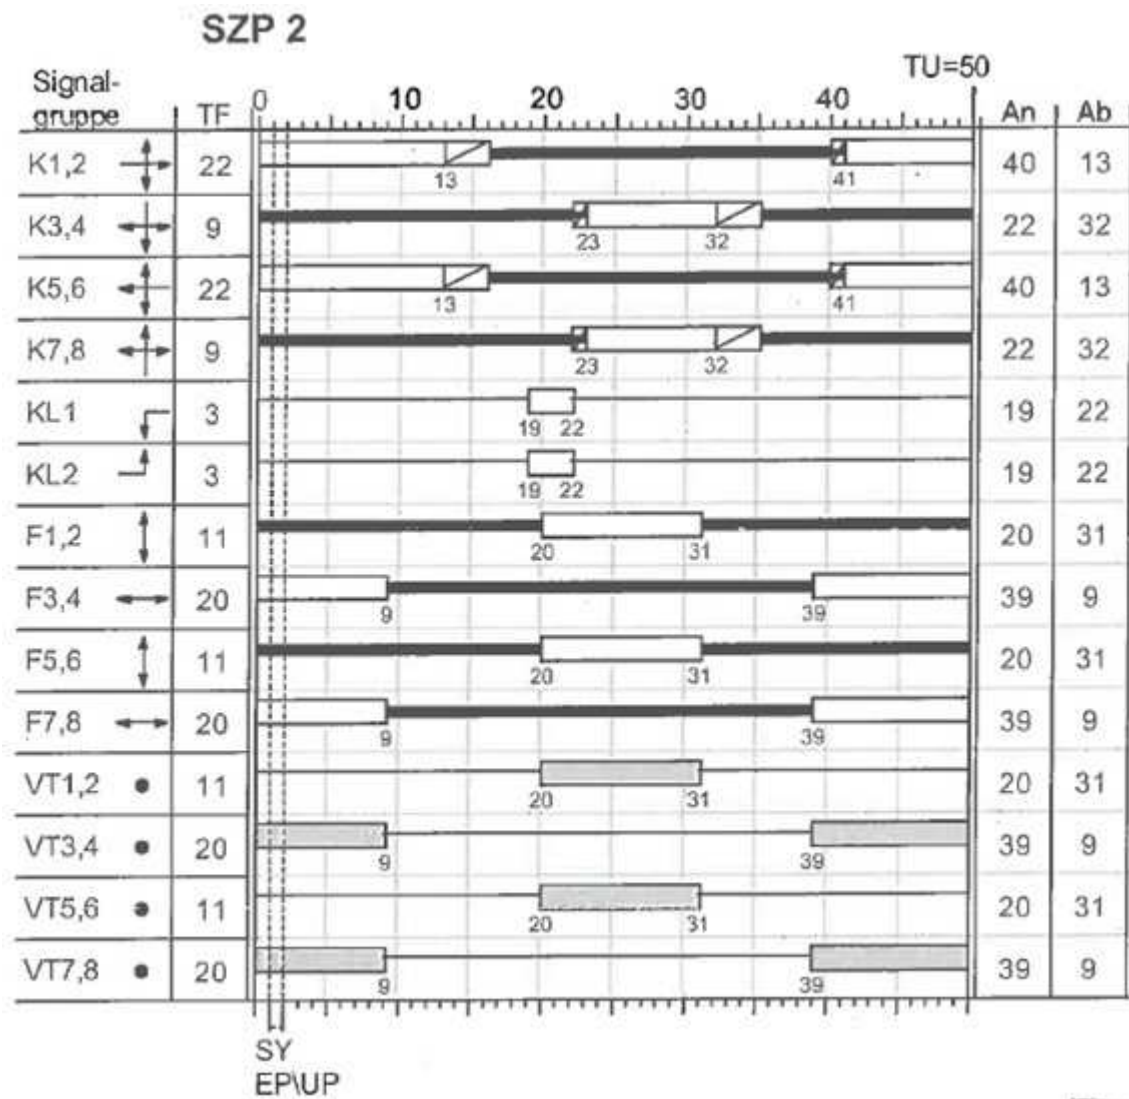 SZP 2
TU=50
Signal-
gruppe TF 0 10 20 30 40 An Ab
K1,2 22 13 41 40 13
K3,4 9 23 32 22 32
K5,6 22 13 41 40 13
K7,8 9 23 32 22 32
KL1 3 19 22 19 22
KL2 3 19 22 19 22
F1,2 11 20 31 20 31
F3,4 20 9 39 39 9
F5,6 11 20 31 20 31
F7,8 20 9 39 39 9
VT1,2 11 20 31 20 31
VT3,4 20 9 39 39 9
VT5,6 11 20 31 20 31
VT7,8 20 9 39 39 9
SY
EP\UP